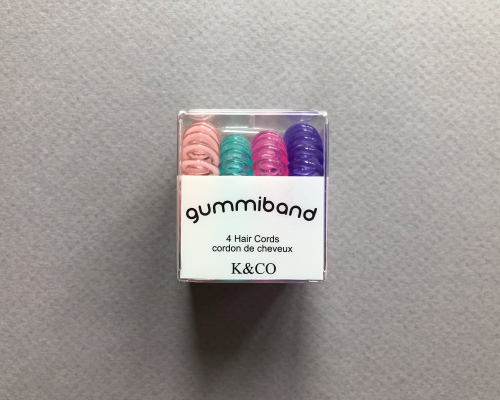 gummiband
4 Hair Cords
cordon de cheveux
K&CO